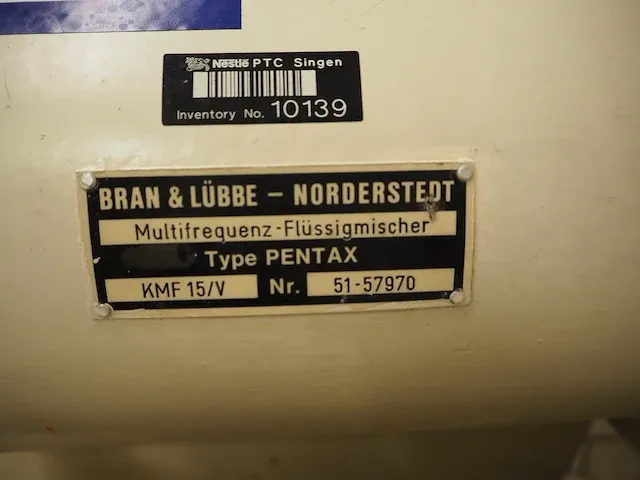 Nestlé PTC Singen
Inventory No. 10139
BRAN & LÜBBE – NORDERSTEDT
Multifrequenz-Flüssigmischer
Type PENTAX
KMF 15/V Nr. 51-57970